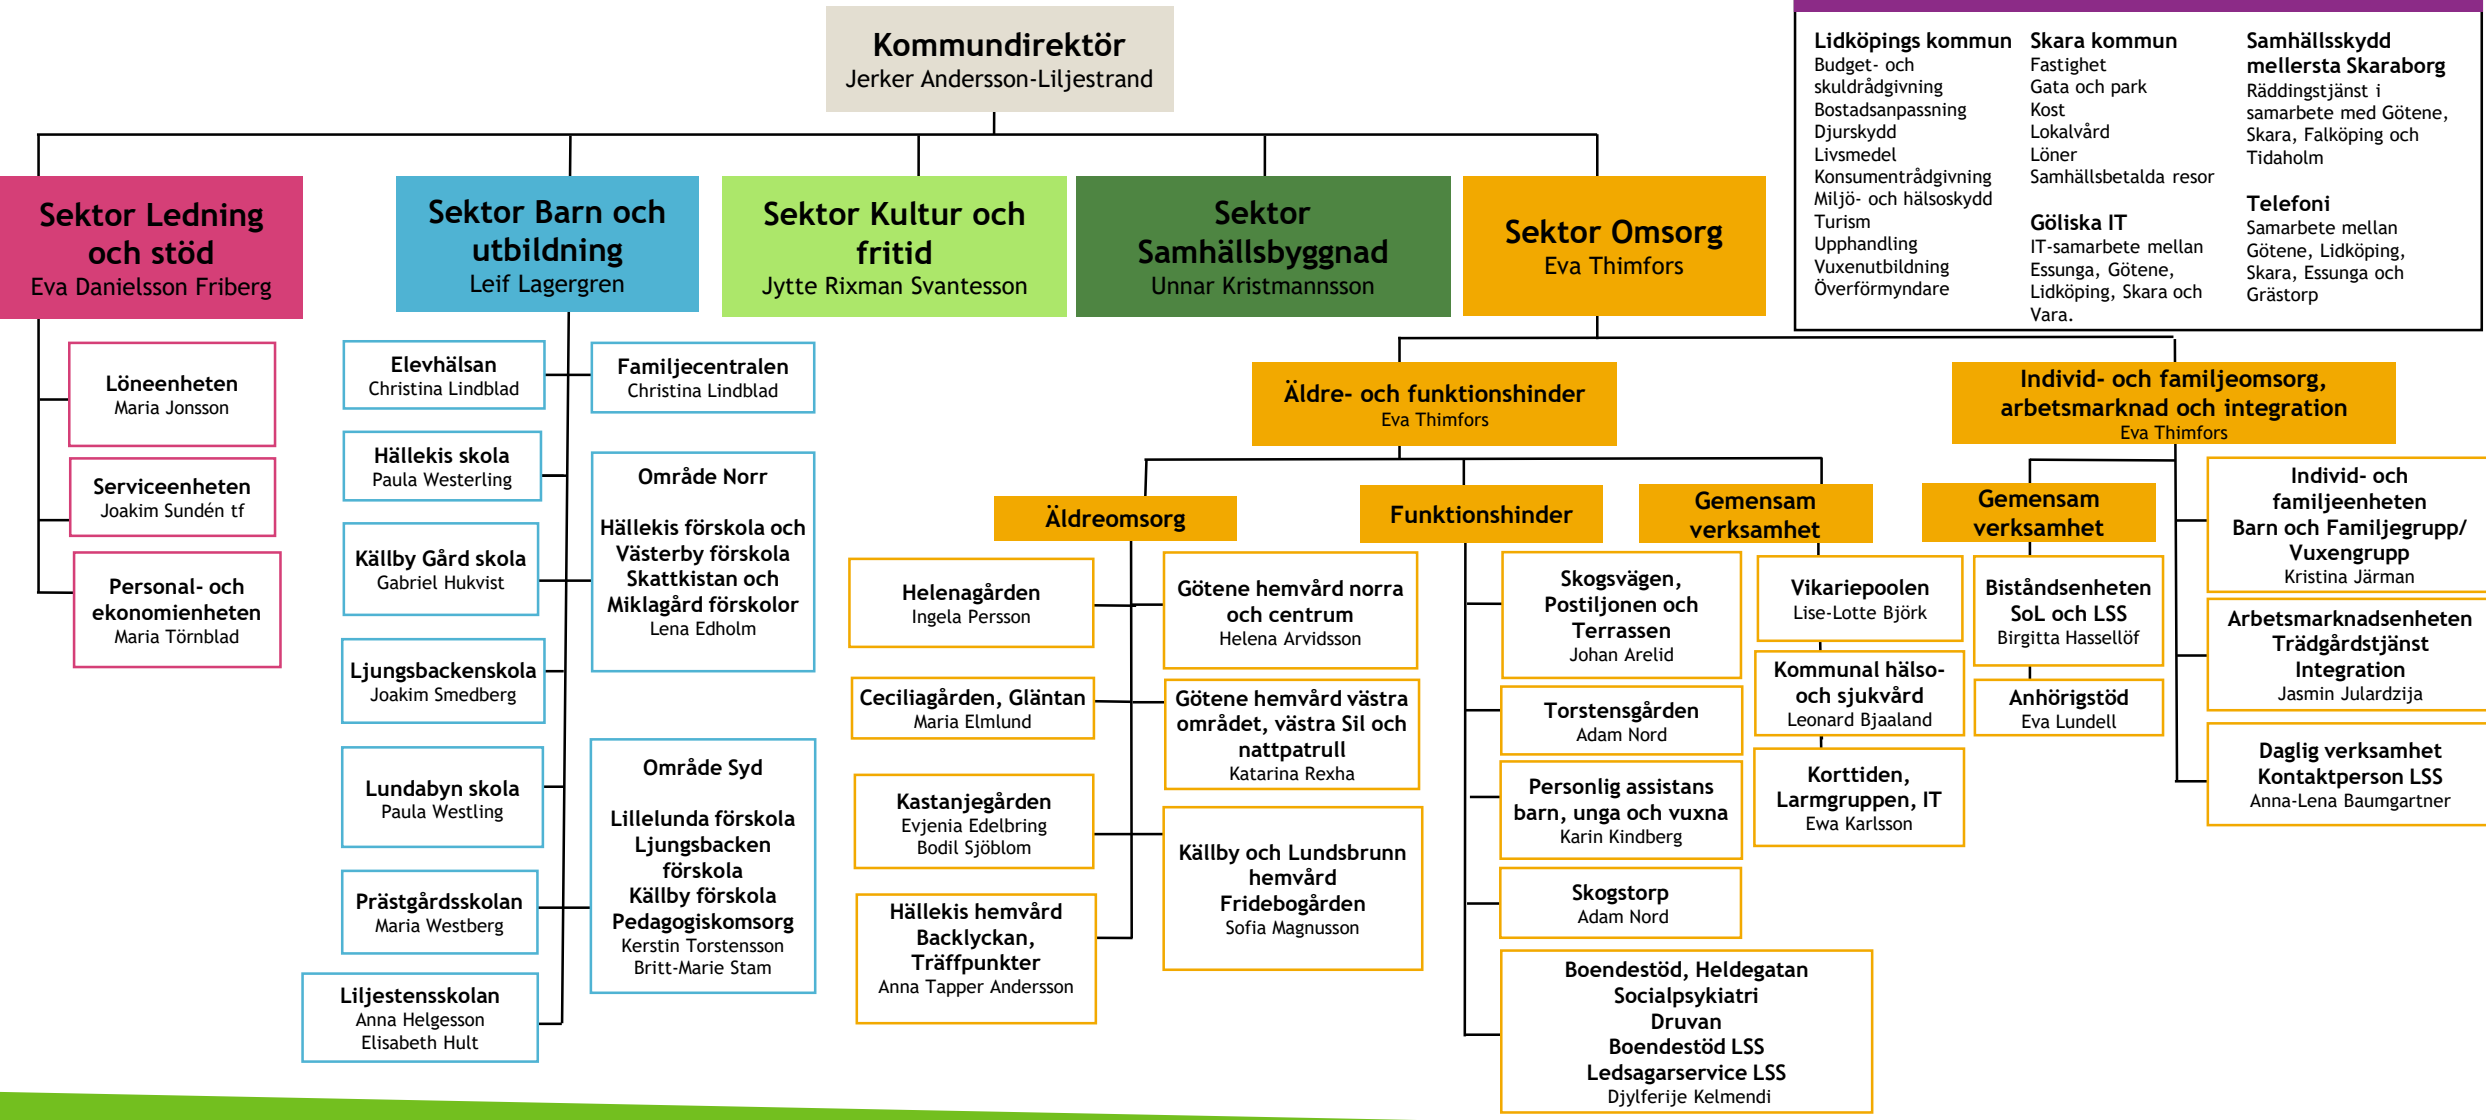 Kommundirektör
Jerker Andersson-Liljestrand
Lidköpings kommun
Budget- och
skuldrådgivning
Bostadsanpassning
Djurskydd
Livsmedel
Konsumentrådgivning
Miljö- och hälsoskydd
Turism
Upphandling
Vuxenutbildning
Överförmyndare
Skara kommun
Fastighet
Gata och park
Kost
Lokalvård
Löner
Samhällsbetalda resor
Göliska IT
IT-samarbete mellan
Essunga, Götene,
Lidköping, Skara och
Vara.
Samhällsskydd
mellersta Skaraborg
Räddingstjänst i
samarbete med Götene,
Skara, Falköping och
Tidaholm
Telefoni
Samarbete mellan
Götene, Lidköping,
Skara, Essunga och
Grästorp
Sektor Ledning
och stöd
Eva Danielsson Friberg
Sektor Barn och
utbildning
Leif Lagergren
Sektor Kultur och
fritid
Jytte Rixman Svantesson
Sektor
Samhällsbyggnad
Unnar Kristmannsson
Sektor Omsorg
Eva Thimfors
Löneenheten
Maria Jonsson
Serviceenheten
Joakim Sundén tf
Personal- och
ekonomienheten
Maria Törnblad
Elevhälsan
Christina Lindblad
Familjecentralen
Christina Lindblad
Hällekis skola
Paula Westerling
Källby Gård skola
Gabriel Hukvist
Ljungsbackenskola
Joakim Smedberg
Lundabyn skola
Paula Westling
Prästgårdsskolan
Maria Westberg
Liljestensskolan
Anna Helgesson
Elisabeth Hult
Område Norr
Hällekis förskola och
Västerby förskola
Skattkistan och
Miklagård förskolor
Lena Edholm
Område Syd
Lillelunda förskola
Ljungsbacken
förskola
Källby förskola
Pedagogiskomsorg
Kerstin Torstensson
Britt-Marie Stam
Äldre- och funktionshinder
Eva Thimfors
Individ- och familjeomsorg,
arbetsmarknad och integration
Eva Thimfors
Äldreomsorg
Funktionshinder
Gemensam
verksamhet
Gemensam
verksamhet
Helenagården
Ingela Persson
Ceciliagården, Gläntan
Maria Elmlund
Kastanjegården
Evjenia Edelbring
Bodil Sjöblom
Hällekis hemvård
Backlyckan,
Träffpunkter
Anna Tapper Andersson
Götene hemvård norra
och centrum
Helena Arvidsson
Götene hemvård västra
området, västra Sil och
nattpatrull
Katarina Rexha
Källby och Lundsbrunn
hemvård
Fridebogården
Sofia Magnusson
Skogsvägen,
Postiljonen och
Terrassen
Johan Arelid
Torstensgården
Adam Nord
Personlig assistans
barn, unga och vuxna
Karin Kindberg
Skogstorp
Adam Nord
Boendestöd, Heldegatan
Socialpsykiatri
Druvan
Boendestöd LSS
Ledsagarservice LSS
Djylferije Kelmendi
Vikariepoolen
Lise-Lotte Björk
Kommunal hälso-
och sjukvård
Leonard Bjaaland
Korttiden,
Larmgruppen, IT
Ewa Karlsson
Biståndsenheten
SoL och LSS
Birgitta Hassellöf
Anhörigstöd
Eva Lundell
Individ- och
familjeenheten
Barn och Familjegrupp/
Vuxengrupp
Kristina Järman
Arbetsmarknadsenheten
Trädgårdstjänst
Integration
Jasmin Julardzija
Daglig verksamhet
Kontaktperson LSS
Anna-Lena Baumgartner